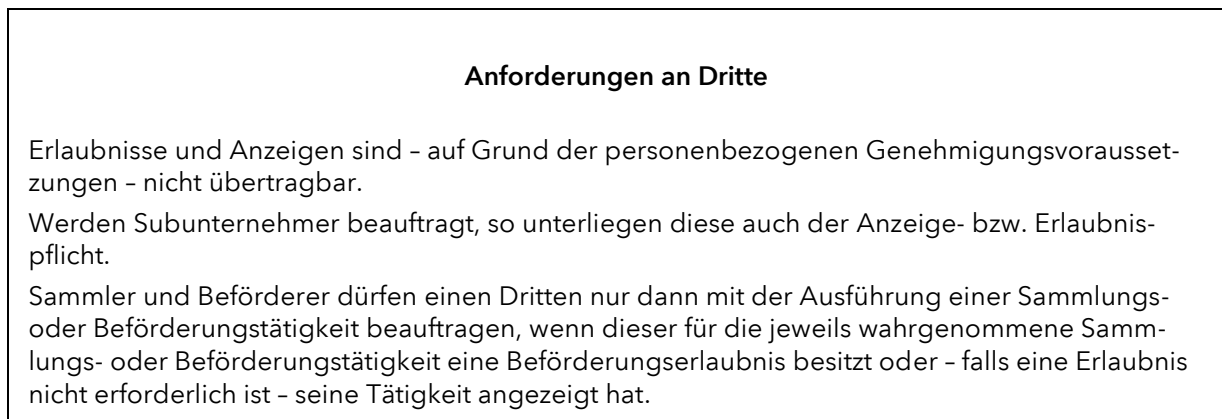 Anforderungen an Dritte
Erlaubnisse und Anzeigen sind – auf Grund der personenbezogenen Genehmigungsvorausset-
zungen – nicht übertragbar.
Werden Subunternehmer beauftragt, so unterliegen diese auch der Anzeige- bzw. Erlaubnis-
pflicht.
Sammler und Beförderer dürfen einen Dritten nur dann mit der Ausführung einer Sammlungs-
oder Beförderungstätigkeit beauftragen, wenn dieser für die jeweils wahrgenommene Samm-
lungs- oder Beförderungstätigkeit eine Beförderungserlaubnis besitzt oder – falls eine Erlaubnis
nicht erforderlich ist – seine Tätigkeit angezeigt hat.